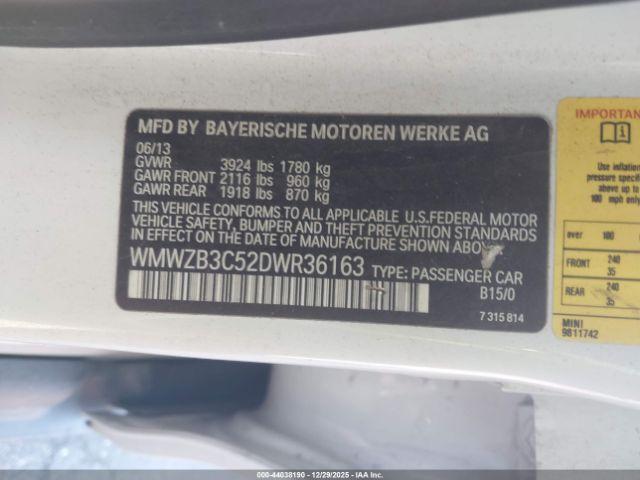 MFD BY BAYERISCHE MOTOREN WERKE AG
06/13
GVWR 3924 lbs 1780 kg
GAWR FRONT 2116 lbs 960 kg
GAWR REAR 1918 lbs 870 kg
THIS VEHICLE CONFORMS TO ALL APPLICABLE U.S.FEDERAL MOTOR
VEHICLE SAFETY, BUMPER, AND THEFT PREVENTION STANDARDS
IN EFFECT ON THE DATE OF MANUFACTURE SHOWN ABOVE.
WMWZB3C52DWR36163 TYPE: PASSENGER CAR
B15/0
7 315 814
IMPORTAN
Use inflation
pressure specifi
above up to
100 mph only
over 100
FRONT 240
35
REAR 240
35
MINI
9811742
000-44038190 - 12/29/2025 - IAAI.COM